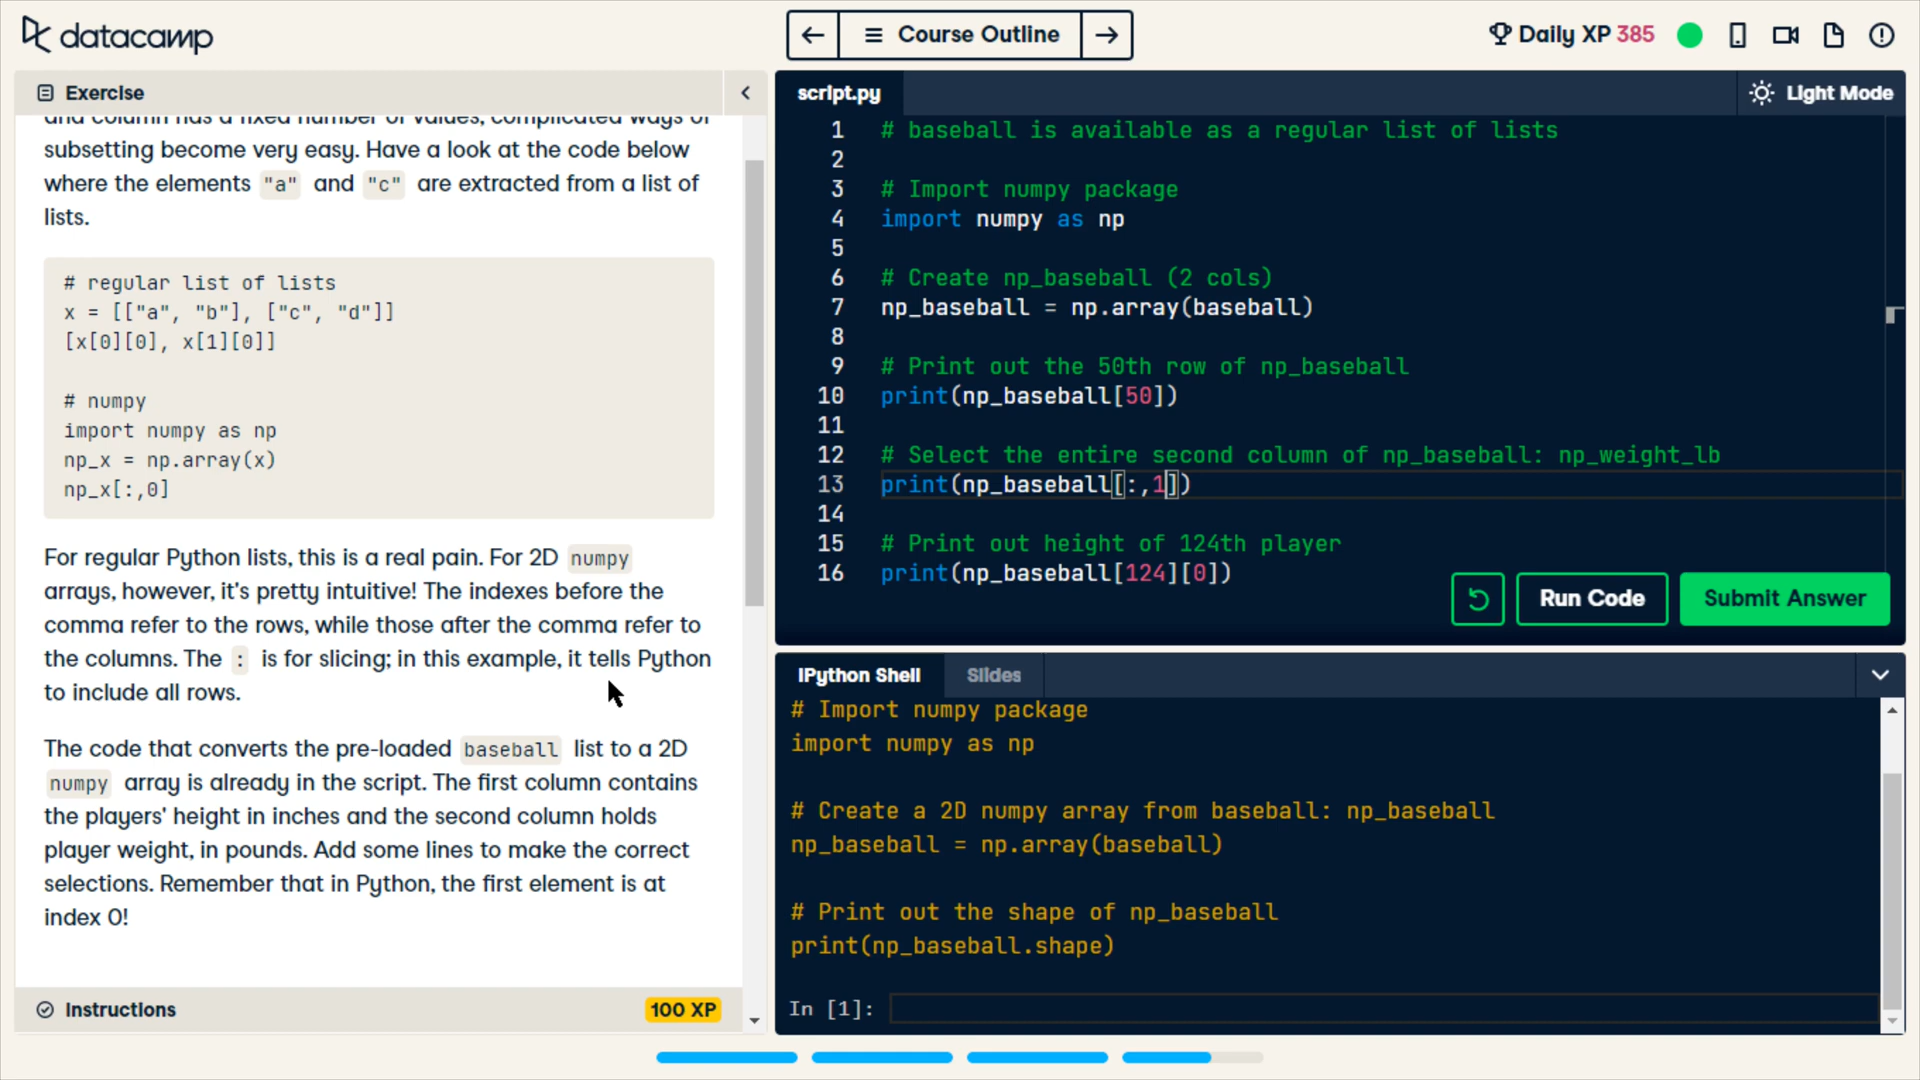 datacamp
Course Outline
Daily XP 385
Exercise
and column has a fixed number of values, complicated ways of
subsetting become very easy. Have a look at the code below
where the elements "a" and "c" are extracted from a list of
lists.
# regular list of lists
x = [["a", "b"], ["c", "d"]]
[x[0][0], x[1][0]]
# numpy
import numpy as np
np_x = np.array(x)
np_x[:,0]
For regular Python lists, this is a real pain. For 2D numpy
arrays, however, it's pretty intuitive! The indexes before the
comma refer to the rows, while those after the comma refer to
the columns. The : is for slicing; in this example, it tells Python
to include all rows.
The code that converts the pre-loaded baseball list to a 2D
numpy array is already in the script. The first column contains
the players' height in inches and the second column holds
player weight, in pounds. Add some lines to make the correct
selections. Remember that in Python, the first element is at
index 0!
Instructions
100 XP
script.py
Light Mode
1 # baseball is available as a regular list of lists
2
3 # Import numpy package
4 import numpy as np
5
6 # Create np_baseball (2 cols)
7 np_baseball = np.array(baseball)
8
9 # Print out the 50th row of np_baseball
10 print(np_baseball[50])
11
12 # Select the entire second column of np_baseball: np_weight_lb
13 print(np_baseball[:,1])
14
15 # Print out height of 124th player
16 print(np_baseball[124][0])
Run Code
Submit Answer
IPython Shell
Slides
# Import numpy package
import numpy as np
# Create a 2D numpy array from baseball: np_baseball
np_baseball = np.array(baseball)
# Print out the shape of np_baseball
print(np_baseball.shape)
In [1]: